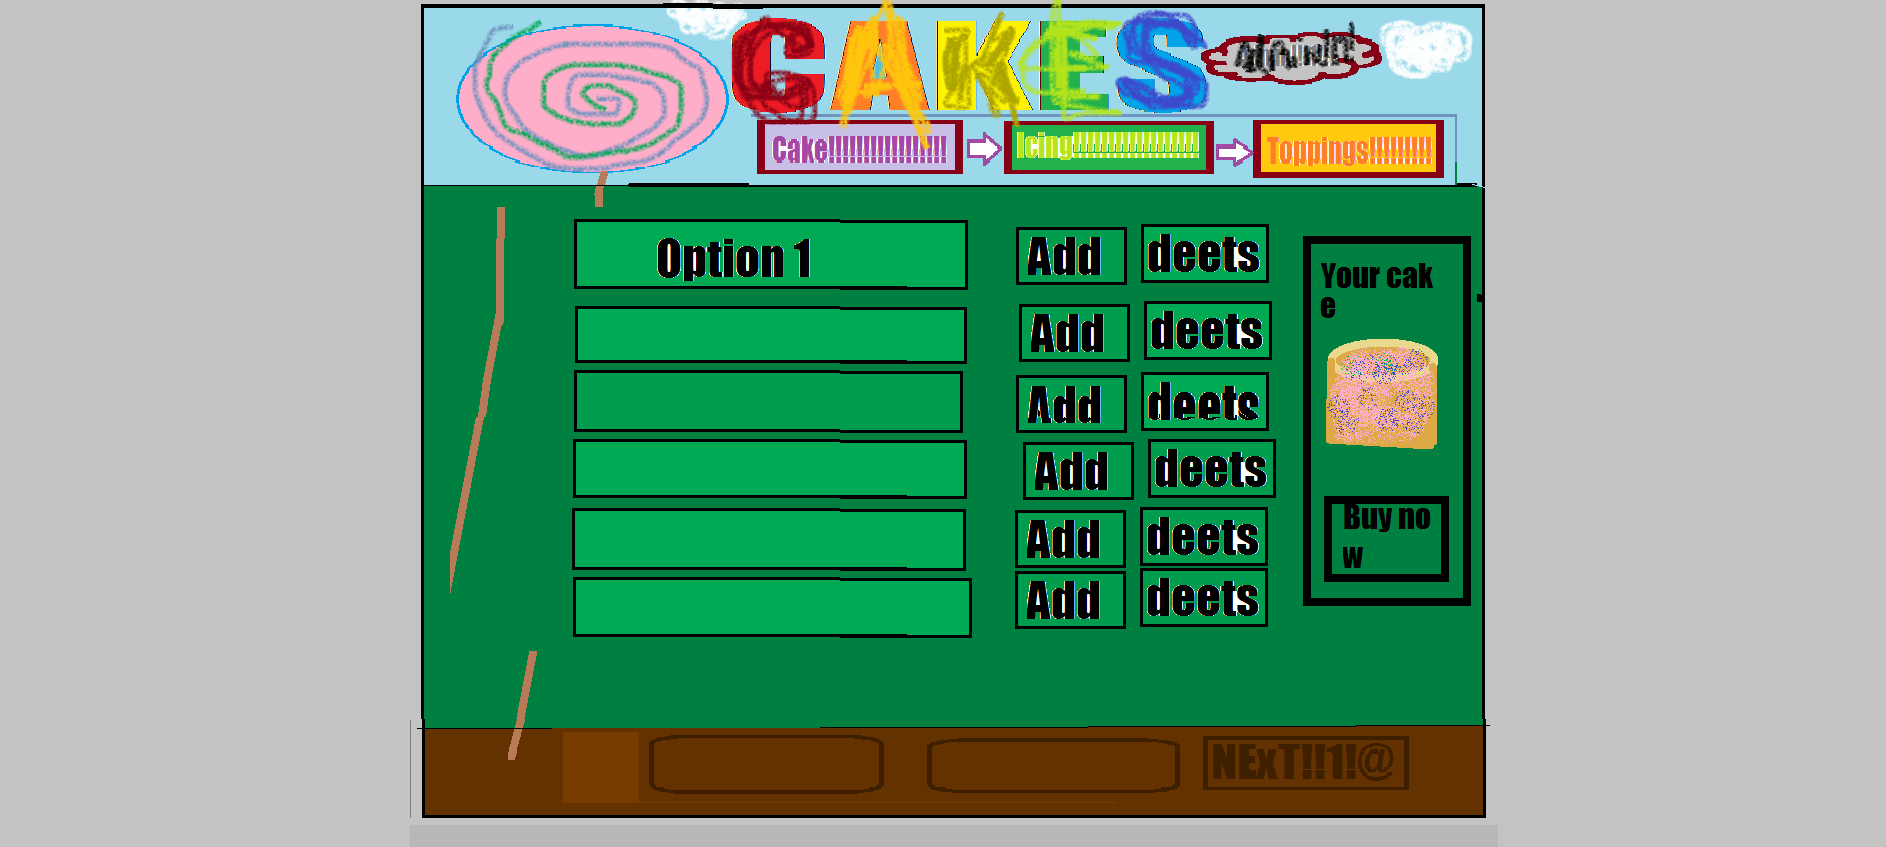 CAKES
Cake!!!!!!!!!!!!!!!!! Icing!!!!!!!!!!!!!!!!!!!!! Toppings!!!!!!!!!
Option 1 Add deets
Add deets
Add deets
Add deets
Add deets
Add deets
Your cak
e
Buy no
w
NExT!!1!@